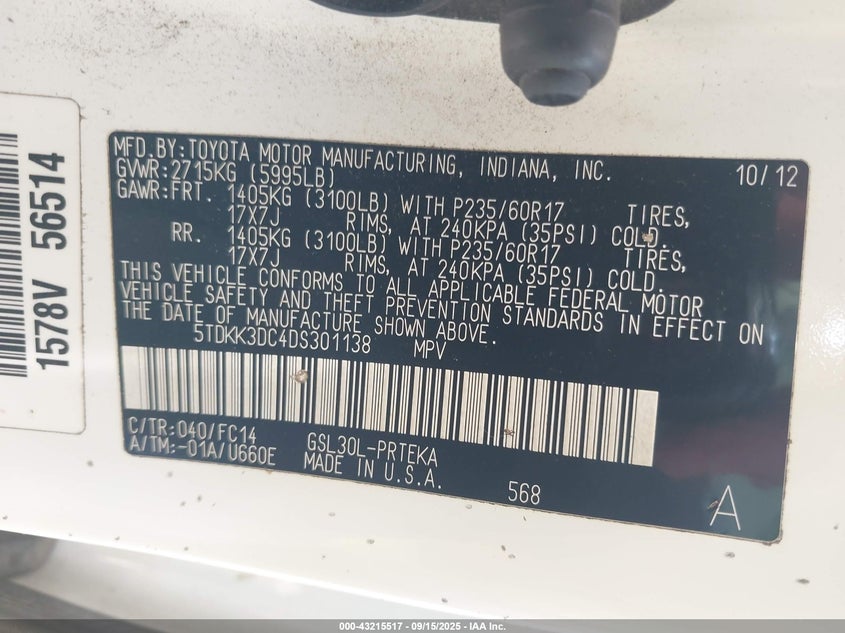 1578V 56514
MFD.BY:TOYOTA MOTOR MANUFACTURING, INDIANA, INC. 10/12
GVWR:2715KG (5995LB)
GAWR:FRT. 1405KG (3100LB) WITH P235/60R17 TIRES,
17X7J RIMS, AT 240KPA (35PSI) COLD.
RR. 1405KG (3100LB) WITH P235/60R17 TIRES,
17X7J RIMS, AT 240KPA (35PSI) COLD.
THIS VEHICLE CONFORMS TO ALL APPLICABLE FEDERAL MOTOR
VEHICLE SAFETY AND THEFT PREVENTION STANDARDS IN EFFECT ON
THE DATE OF MANUFACTURE SHOWN ABOVE.
5TDKK3DC4DS301138 MPV
C/TR:040/FC14 GSL30L-PRTEKA
A/TM:-01A/U660E MADE IN U.S.A. 568 A
000-43215517 - 09/15/2025 - IAA Inc.